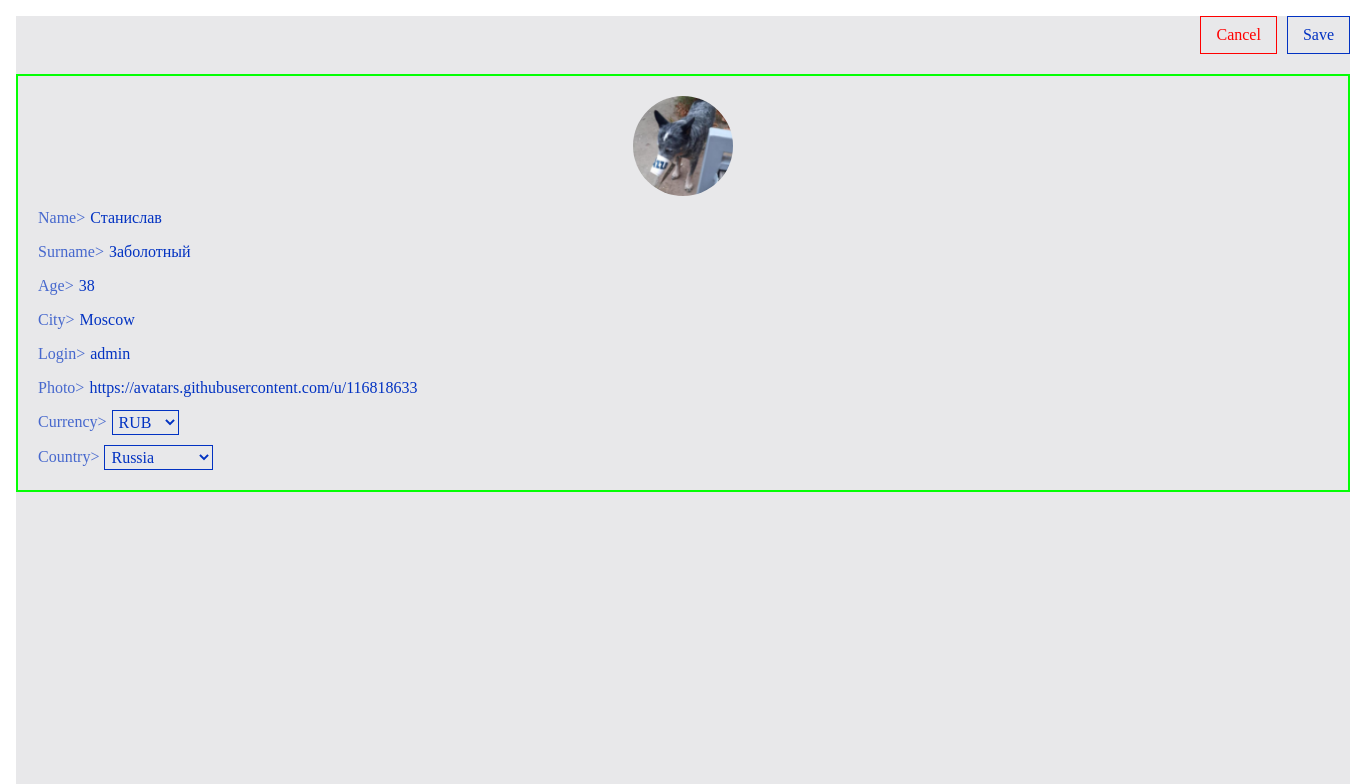 Cancel Save
Name> Станислав
Surname> Заболотный
Age> 38
City> Moscow
Login> admin
Photo> https://avatars.githubusercontent.com/u/116818633
Currency> RUB
Country> Russia